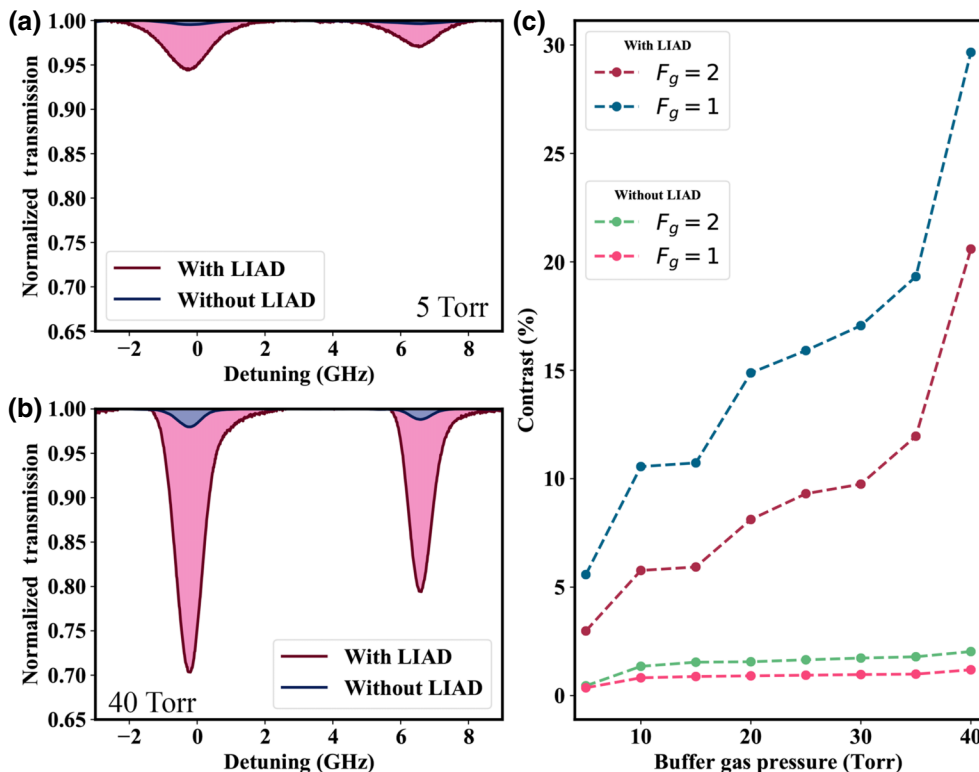 (a)
1.00
0.95
0.90
0.85
0.80
0.75
0.70
0.65
Normalized transmission
With LIAD
Without LIAD
5 Torr
−2 0 2 4 6 8
Detuning (GHz)
(b)
1.00
0.95
0.90
0.85
0.80
0.75
0.70
0.65
Normalized transmission
With LIAD
Without LIAD
40 Torr
−2 0 2 4 6 8
Detuning (GHz)
(c)
30
25
20
15
10
5
0
Contrast (%)
With LIAD
F_g = 2
F_g = 1
Without LIAD
F_g = 2
F_g = 1
10 20 30 40
Buffer gas pressure (Torr)